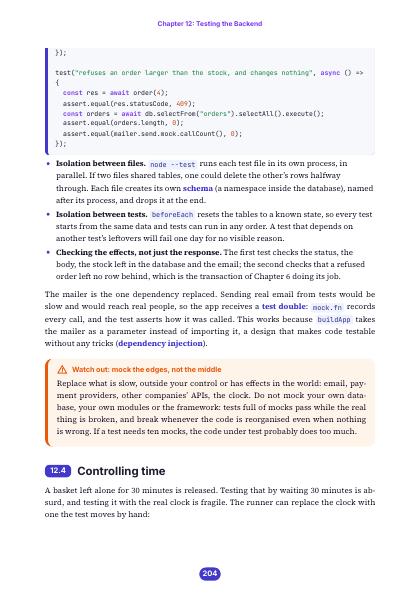 Chapter 12: Testing the Backend
});
test("refuses an order larger than the stock, and changes nothing", async () =>
{
const res = await order(4);
assert.equal(res.statusCode, 409);
const orders = await db.selectFrom("orders").selectAll().execute();
assert.equal(orders.length, 0);
assert.equal(mailer.send.mock.callCount(), 0);
});
• Isolation between files. node --test runs each test file in its own process, in
parallel. If two files shared tables, one could delete the other's rows halfway
through. Each file creates its own schema (a namespace inside the database), named
after its process, and drops it at the end.
• Isolation between tests. beforeEach resets the tables to a known state, so every test
starts from the same data and tests can run in any order. A test that depends on
another test's leftovers will fail one day for no visible reason.
• Checking the effects, not just the response. The first test checks the status, the
body, the stock left in the database and the email; the second checks that a refused
order left no row behind, which is the transaction of Chapter 6 doing its job.
The mailer is the one dependency replaced. Sending real email from tests would be
slow and would reach real people, so the app receives a test double: mock.fn records
every call, and the test asserts how it was called. This works because buildApp takes
the mailer as a parameter instead of importing it, a design that makes code testable
without any tricks (dependency injection).
Watch out: mock the edges, not the middle
Replace what is slow, outside your control or has effects in the world: email, pay-
ment providers, other companies' APIs, the clock. Do not mock your own data-
base, your own modules or the framework: tests full of mocks pass while the real
thing is broken, and break whenever the code is reorganised even when nothing
is wrong. If a test needs ten mocks, the code under test probably does too much.
12.4 Controlling time
A basket left alone for 30 minutes is released. Testing that by waiting 30 minutes is ab-
surd, and testing it with the real clock is fragile. The runner can replace the clock with
one the test moves by hand:
204